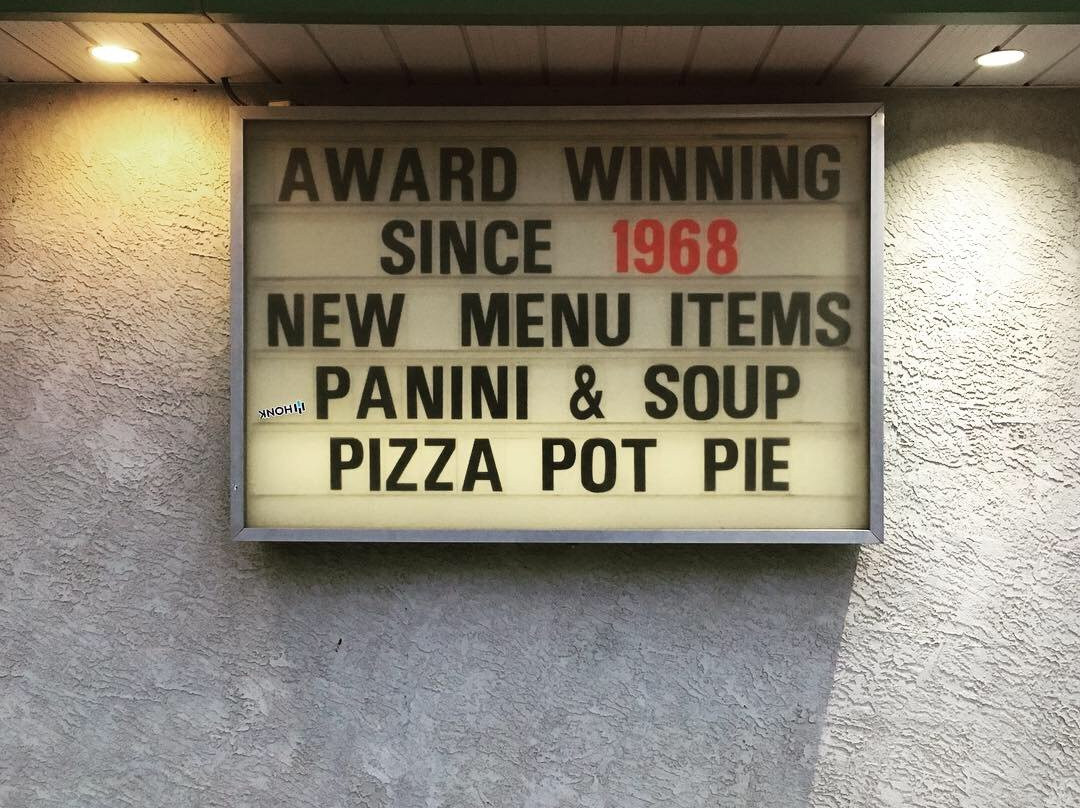 AWARD WINNING
SINCE 1968
NEW MENU ITEMS
PANINI & SOUP
HONK
PIZZA POT PIE